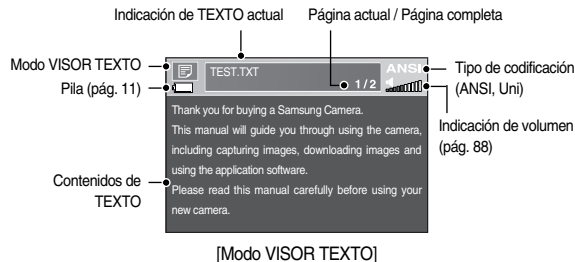 Indicación de TEXTO actual
Página actual / Página completa
Modo VISOR TEXTO
Pila (pág. 11)
TEST.TXT
1 / 2
ANSI
Tipo de codificación
(ANSI, Uni)
Indicación de volumen
(pág. 88)
Contenidos de
TEXTO
Thank you for buying a Samsung Camera.
This manual will guide you through using the camera,
including capturing images, downloading images and
using the application software.
Please read this manual carefully before using your
new camera.
[Modo VISOR TEXTO]